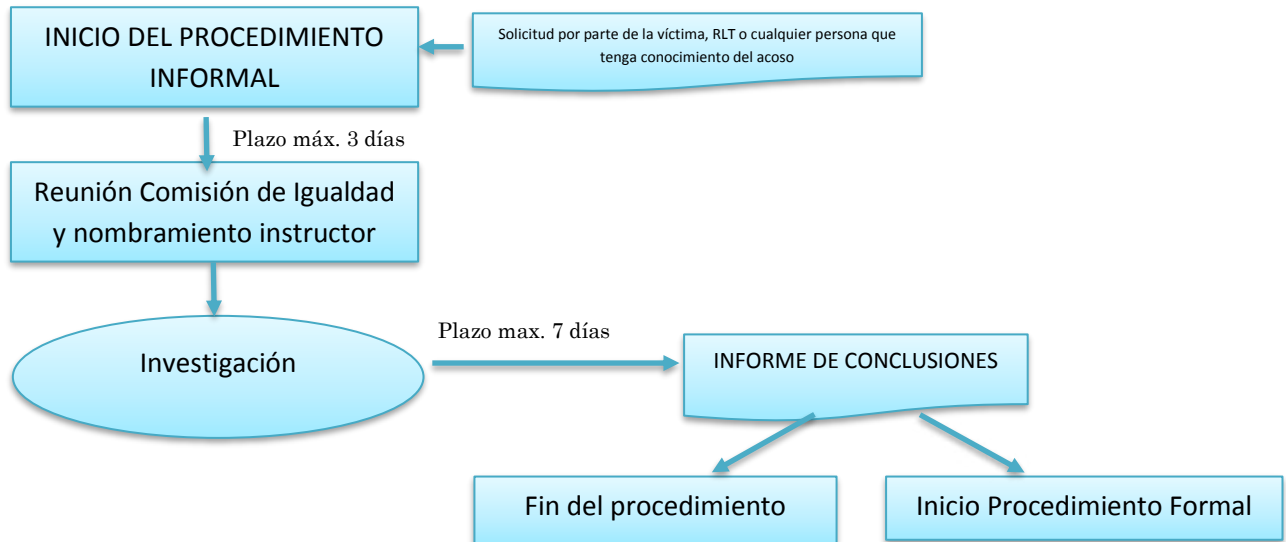 INICIO DEL PROCEDIMIENTO
INFORMAL
Solicitud por parte de la víctima, RLT o cualquier persona que
tenga conocimiento del acoso
Plazo máx. 3 días
Reunión Comisión de Igualdad
y nombramiento instructor
Investigación
Plazo max. 7 días
INFORME DE CONCLUSIONES
Fin del procedimiento
Inicio Procedimiento Formal